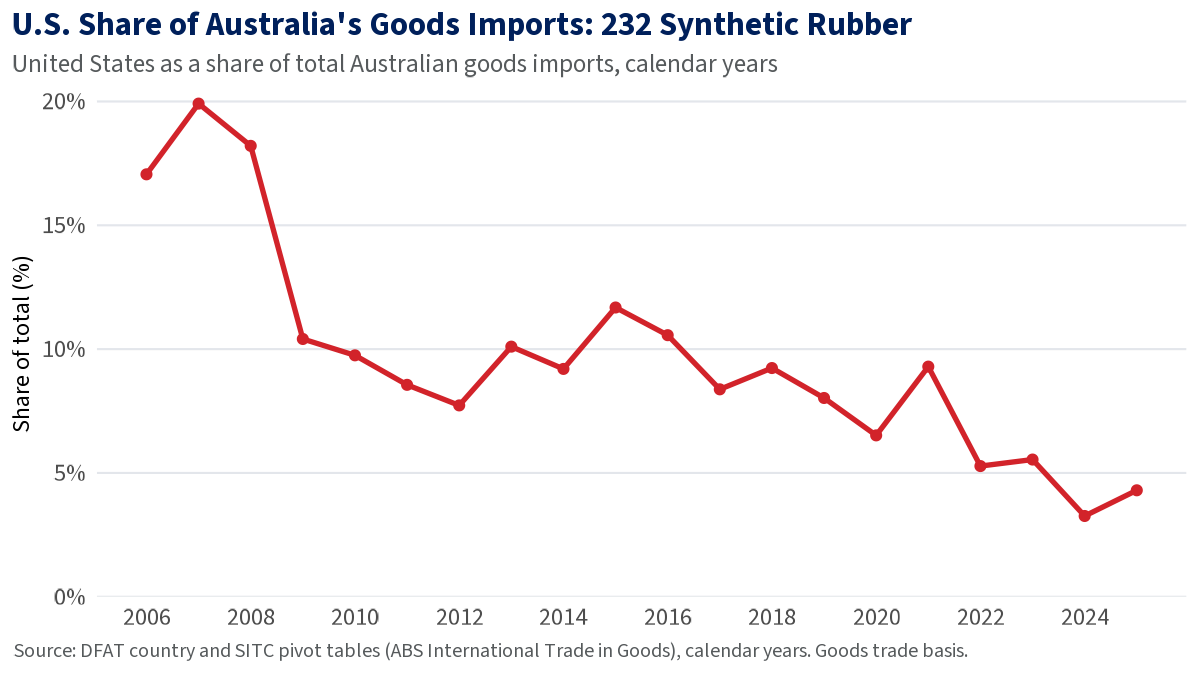 U.S. Share of Australia's Goods Imports: 232 Synthetic Rubber
United States as a share of total Australian goods imports, calendar years
20%
15%
10%
5%
0%
Share of total (%)
2006 2008 2010 2012 2014 2016 2018 2020 2022 2024
Source: DFAT country and SITC pivot tables (ABS International Trade in Goods), calendar years. Goods trade basis.